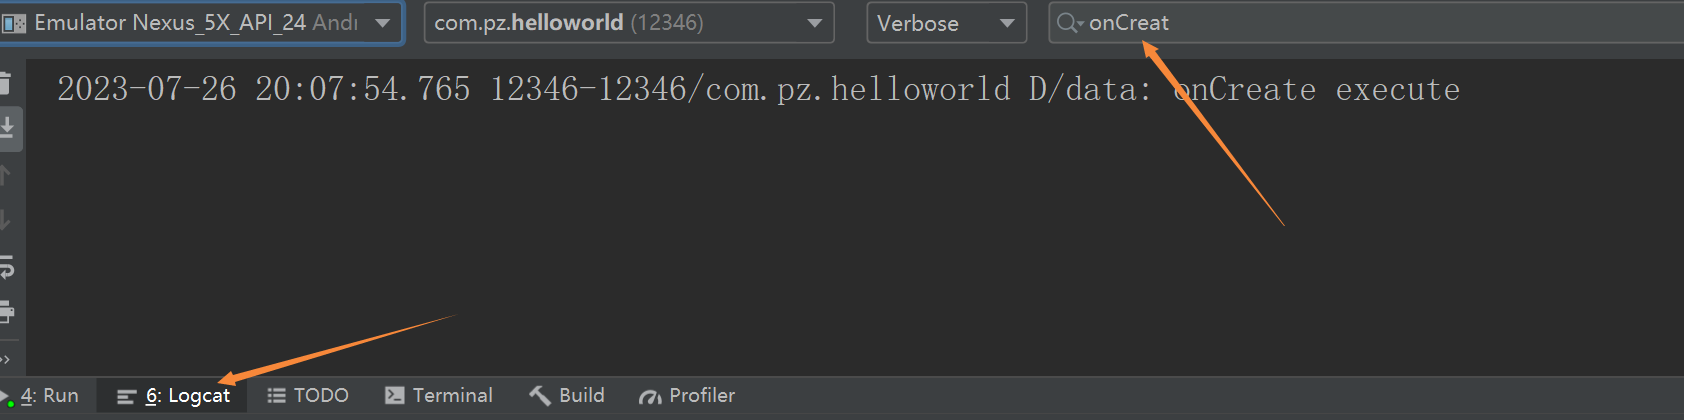 Emulator Nexus_5X_API_24 Andr
com.pz.helloworld (12346)
Verbose
onCreat
2023-07-26 20:07:54.765 12346-12346/com.pz.helloworld D/data: onCreate execute
4: Run
6: Logcat
TODO
Terminal
Build
Profiler